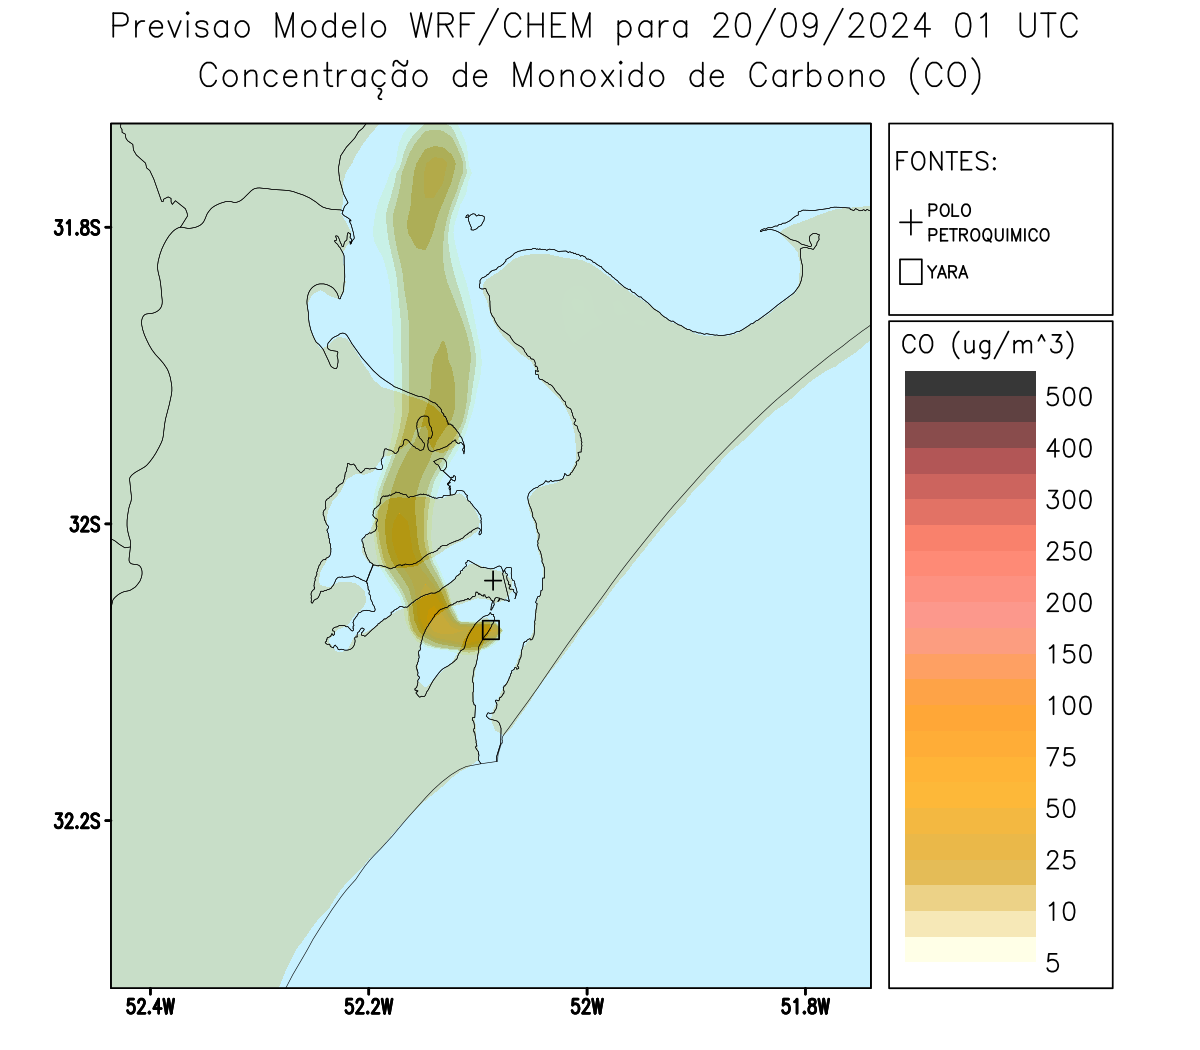 Previsao Modelo WRF/CHEM para 20/09/2024 01 UTC
Concentração de Monoxido de Carbono (CO)
FONTES:
POLO
PETROQUIMICO
YARA
CO (ug/m^3)
500
400
300
250
200
150
100
75
50
25
10
5
31.8S
32S
32.2S
52.4W
52.2W
52W
51.8W